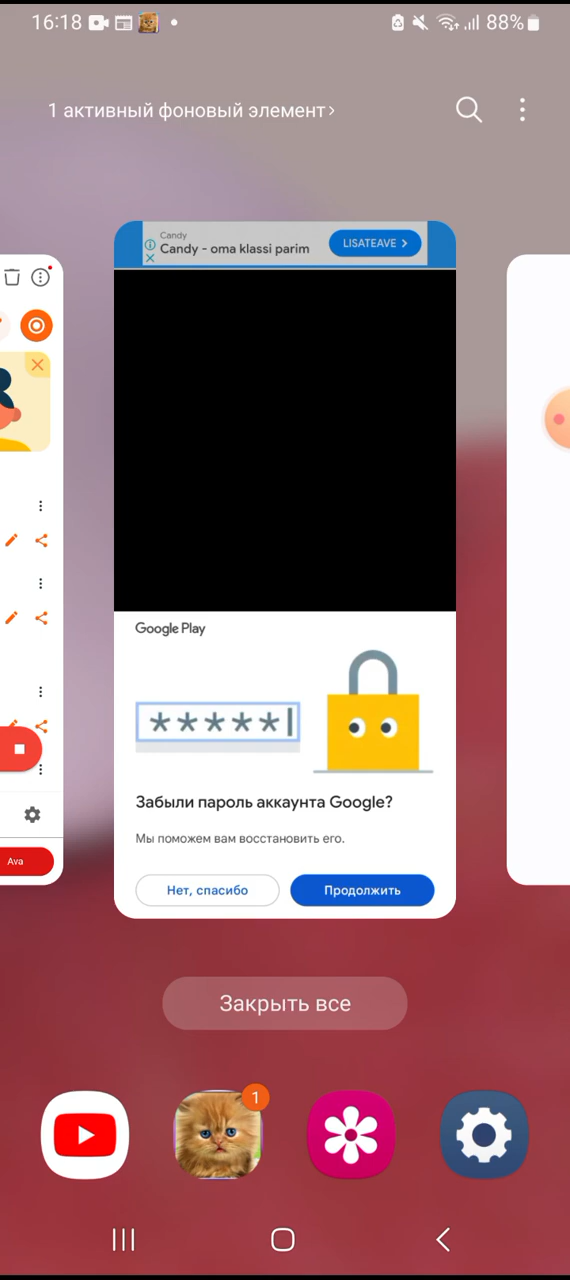 16:18
88%
1 активный фоновый элемент
Candy
Candy - oma klassi parim
LISATEAVE
Google Play
*****
Забыли пароль аккаунта Google?
Мы поможем вам восстановить его.
Нет, спасибо
Продолжить
Ava
Закрыть все
1